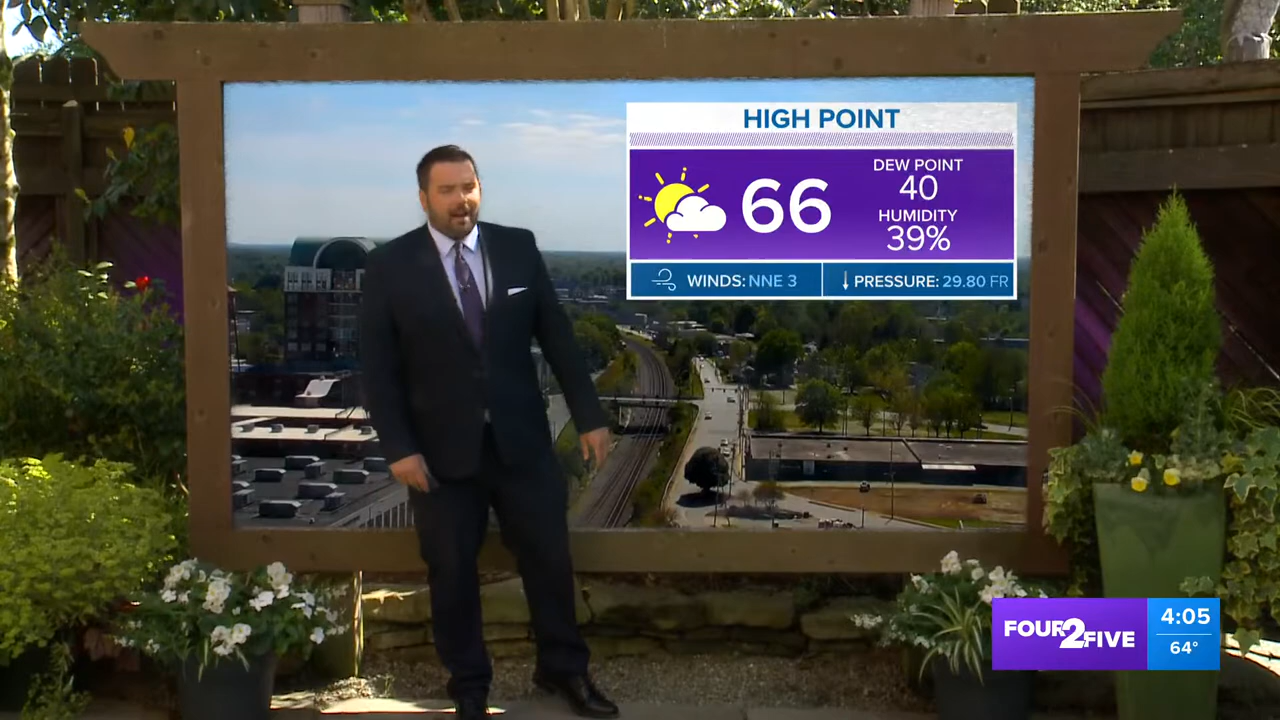 HIGH POINT
66
DEW POINT
40
HUMIDITY
39%
WINDS: NNE 3
PRESSURE: 29.80 FR
FOUR2FIVE
4:05
64°